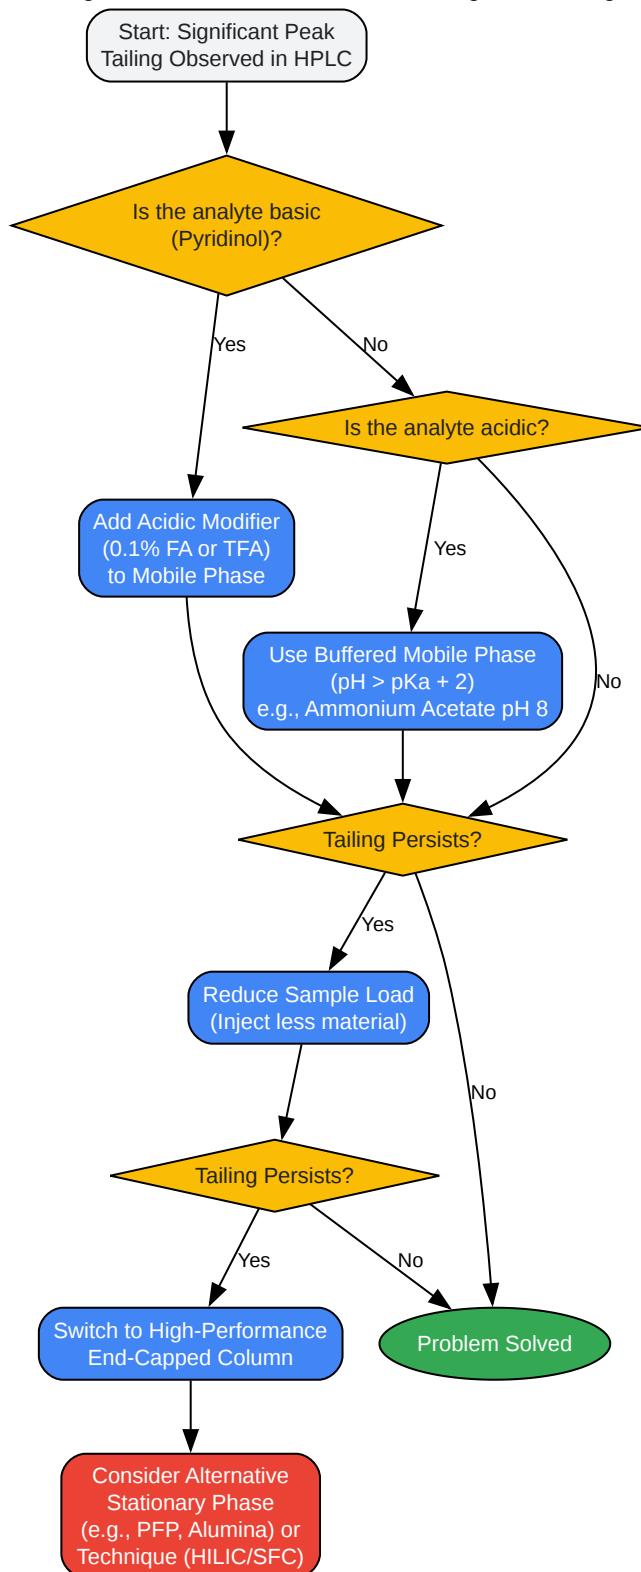 Start: Significant Peak
Tailing Observed in HPLC
Is the analyte basic
(Pyridinol)?
Yes
No
Is the analyte acidic?
Add Acidic Modifier
(0.1% FA or TFA)
to Mobile Phase
Yes
Use Buffered Mobile Phase
(pH > pKa + 2)
e.g., Ammonium Acetate pH 8
No
Tailing Persists?
Yes
Reduce Sample Load
(Inject less material)
No
Tailing Persists?
Yes
No
Switch to High-Performance
End-Capped Column
Problem Solved
Consider Alternative
Stationary Phase
(e.g., PFP, Alumina) or
Technique (HILIC/SFC)